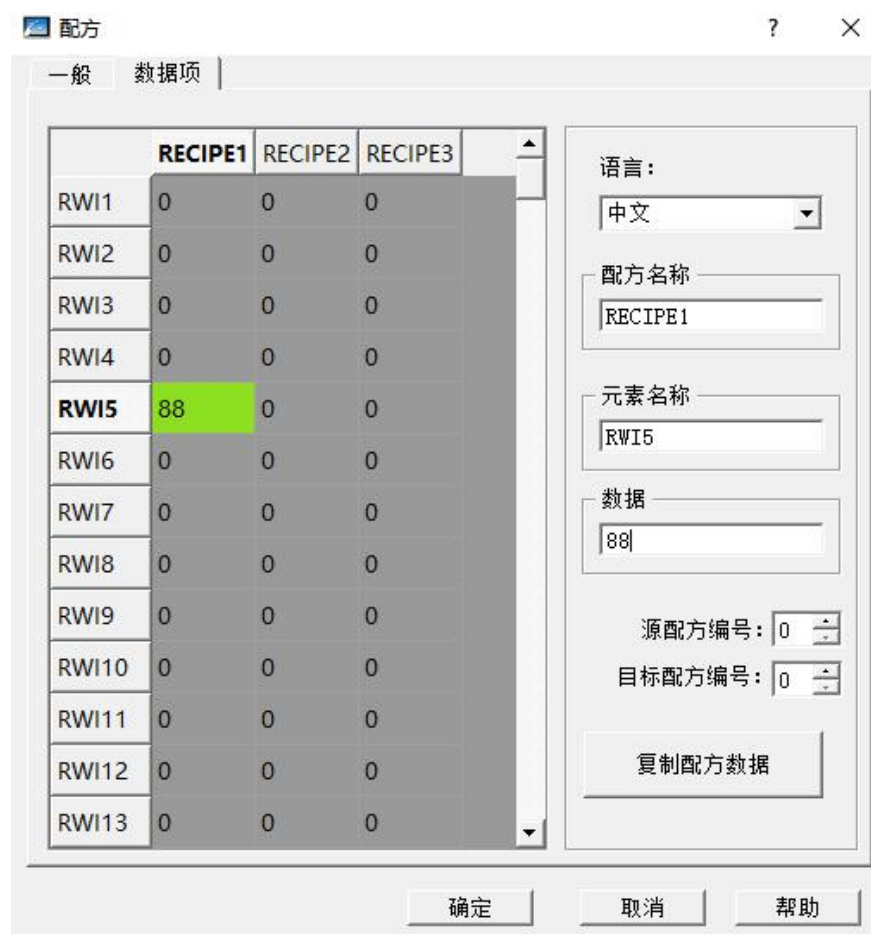 配方
一般 数据项
RECIPE1 RECIPE2 RECIPE3
RWI1 0 0 0
RWI2 0 0 0
RWI3 0 0 0
RWI4 0 0 0
RWI5 88 0 0
RWI6 0 0 0
RWI7 0 0 0
RWI8 0 0 0
RWI9 0 0 0
RWI10 0 0 0
RWI11 0 0 0
RWI12 0 0 0
RWI13 0 0 0
语言：
中文
配方名称
RECIPE1
元素名称
RWI5
数据
88
源配方编号：0
目标配方编号：0
复制配方数据
确定 取消 帮助